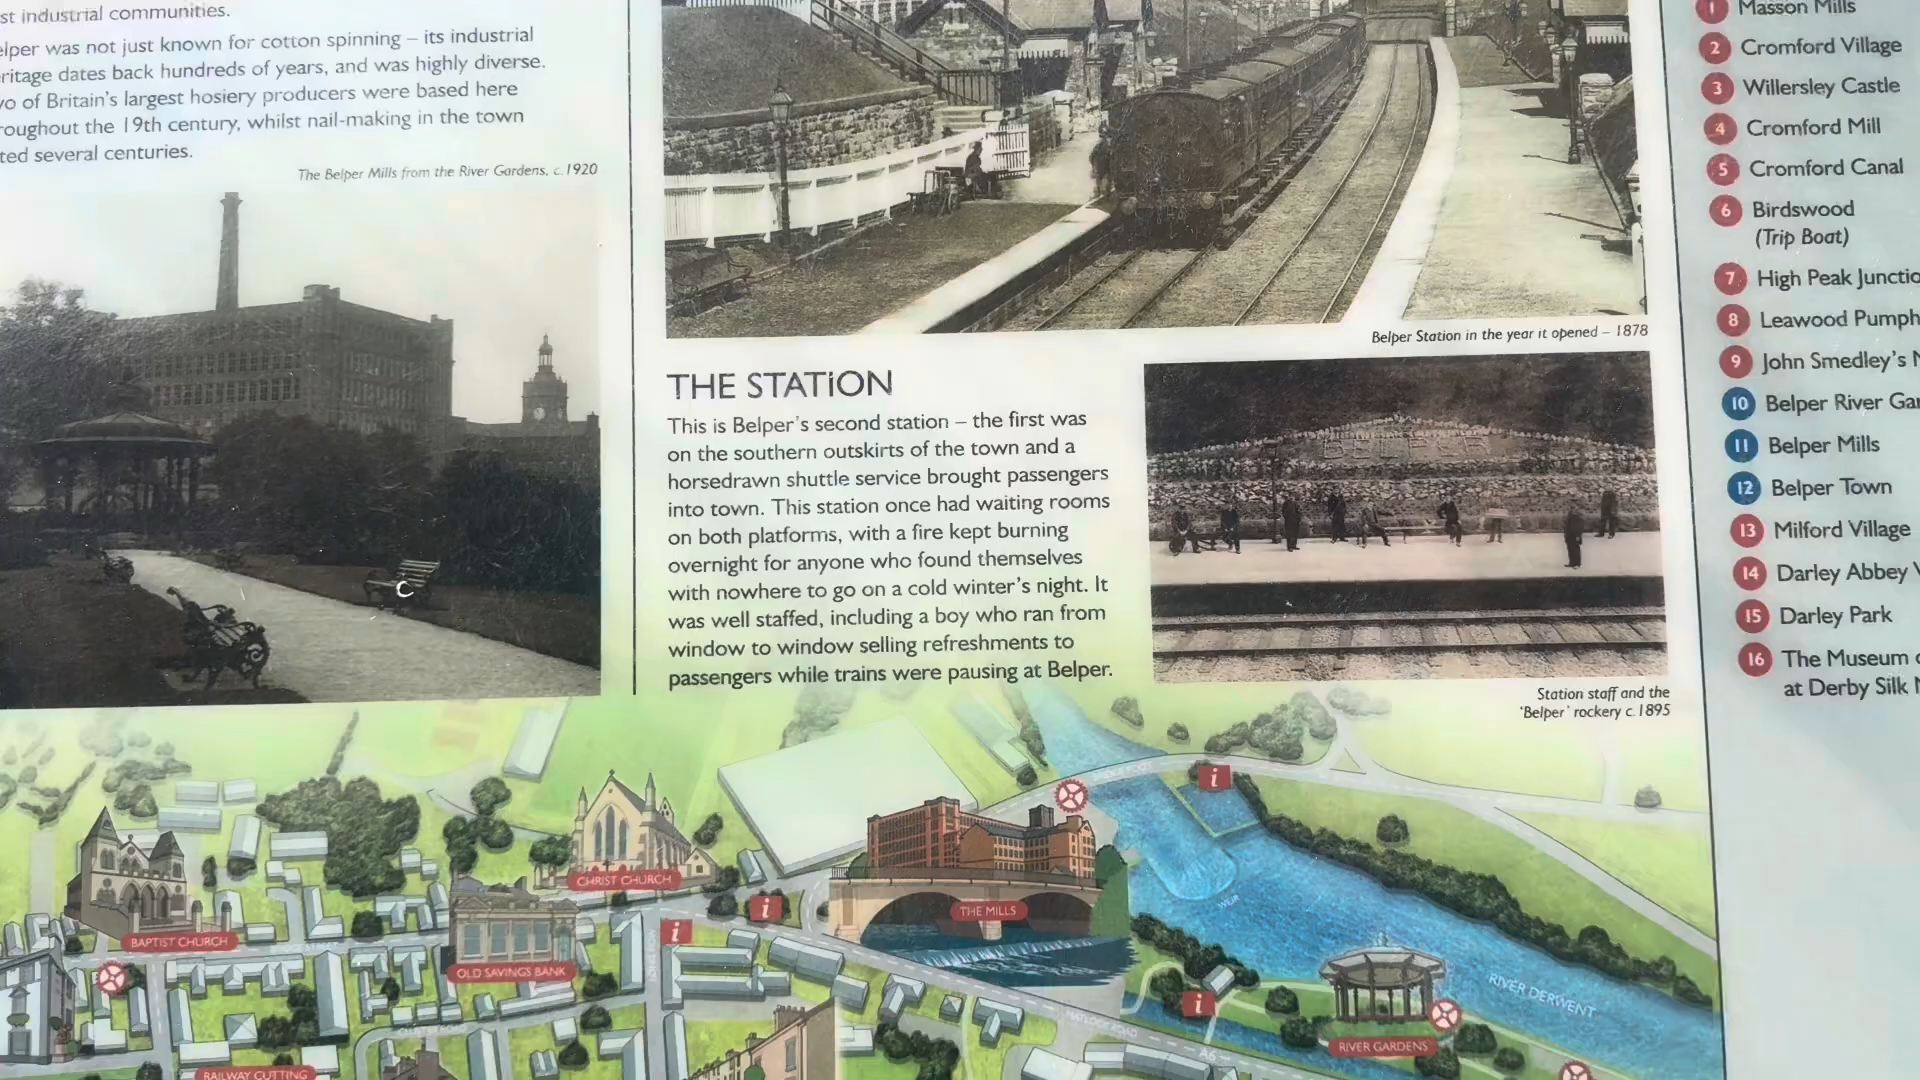 st industrial communities.
elper was not just known for cotton spinning – its industrial
ritage dates back hundreds of years, and was highly diverse.
vo of Britain's largest hosiery producers were based here
roughout the 19th century, whilst nail-making in the town
ted several centuries.
The Belper Mills from the River Gardens, c.1920
Belper Station in the year it opened – 1878
THE STATiON
This is Belper's second station – the first was
on the southern outskirts of the town and a
horsedrawn shuttle service brought passengers
into town. This station once had waiting rooms
on both platforms, with a fire kept burning
overnight for anyone who found themselves
with nowhere to go on a cold winter's night. It
was well staffed, including a boy who ran from
window to window selling refreshments to
passengers while trains were pausing at Belper.
BELPER
Station staff and the
'Belper' rockery c.1895
1 Masson Mills
2 Cromford Village
3 Willersley Castle
4 Cromford Mill
5 Cromford Canal
6 Birdswood
(Trip Boat)
7 High Peak Junctio
8 Leawood Pumph
9 John Smedley's M
10 Belper River Gar
11 Belper Mills
12 Belper Town
13 Milford Village
14 Darley Abbey
15 Darley Park
16 The Museum
at Derby Silk M
i
CHRIST CHURCH
i
THE MILLS
WEIR
BAPTIST CHURCH
i
OLD SAVINGS BANK
RIVER DERWENT
i
MATLOCK ROAD
A6
RIVER GARDENS
RAILWAY CUTTING